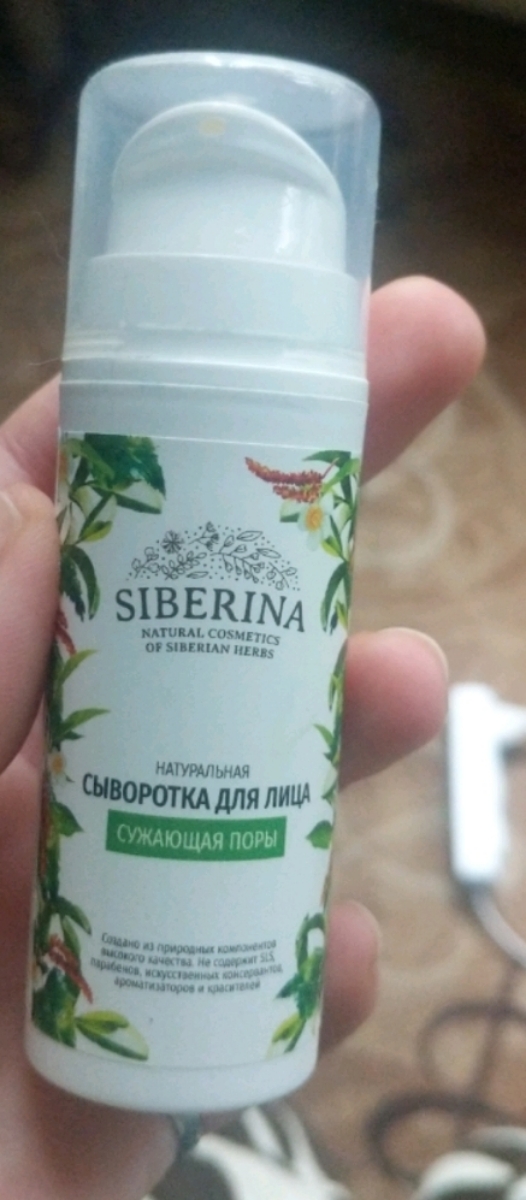 SIBERINA
NATURAL COSMETICS
OF SIBERIAN HERBS
НАТУРАЛЬНАЯ
СЫВОРОТКА ДЛЯ ЛИЦА
СУЖАЮЩАЯ ПОРЫ
Создано из природных компонентов
высокого качества. Не содержит SLS,
парабенов, искусственных консервантов,
ароматизаторов и красителей